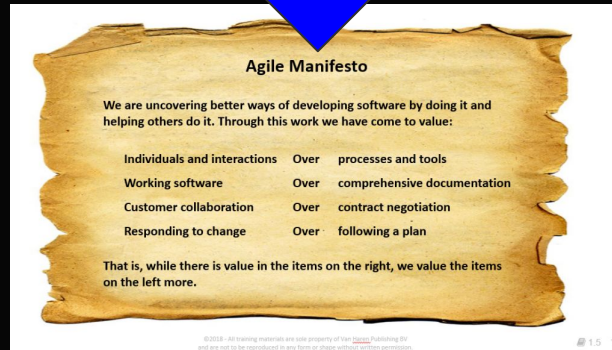 Agile Manifesto
We are uncovering better ways of developing software by doing it and
helping others do it. Through this work we have come to value:
Individuals and interactions Over processes and tools
Working software Over comprehensive documentation
Customer collaboration Over contract negotiation
Responding to change Over following a plan
That is, while there is value in the items on the right, we value the items
on the left more.
©2018 - All training materials are sole property of Van Haren Publishing BV
and are not to be reproduced in any form or shape without written permission.
1.5